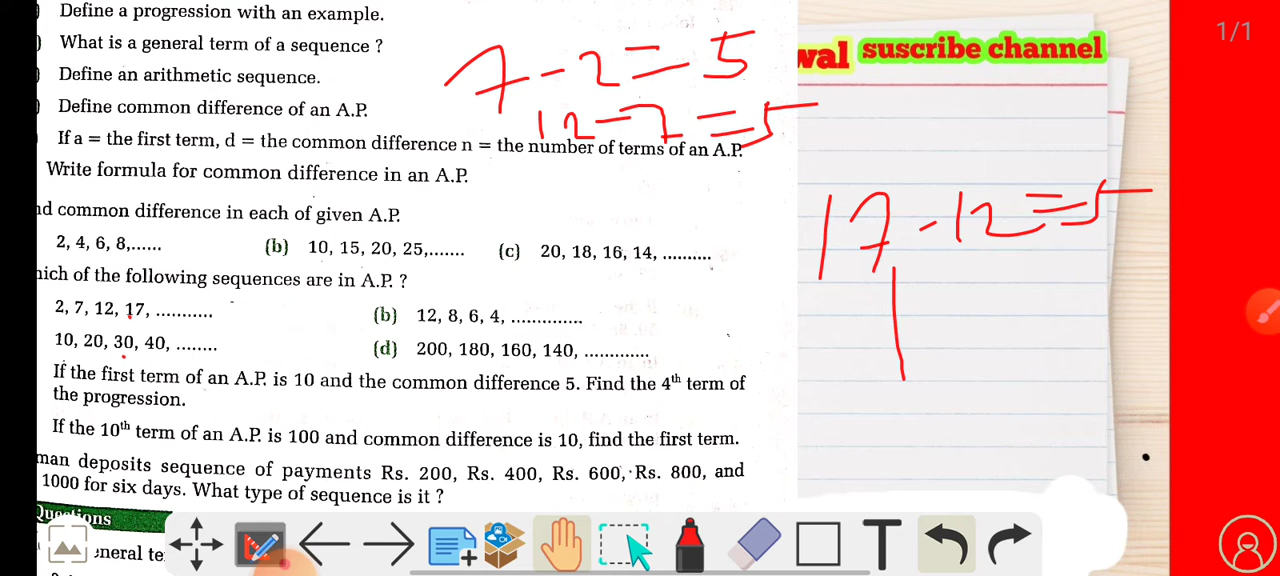 Define a progression with an example.
What is a general term of a sequence ?
Define an arithmetic sequence.
Define common difference of an A.P.
If a = the first term, d = the common difference n = the number of terms of an A.P.
Write formula for common difference in an A.P.
nd common difference in each of given A.P.
2, 4, 6, 8,...... (b) 10, 15, 20, 25,....... (c) 20, 18, 16, 14, ..........
hich of the following sequences are in A.P. ?
2, 7, 12, 17, ........... (b) 12, 8, 6, 4, ..............
10, 20, 30, 40, ........ (d) 200, 180, 160, 140, .............
If the first term of an A.P. is 10 and the common difference 5. Find the 4th term of
the progression.
If the 10th term of an A.P. is 100 and common difference is 10, find the first term.
man deposits sequence of payments Rs. 200, Rs. 400, Rs. 600, Rs. 800, and
1000 for six days. What type of sequence is it ?
Questions
eneral te
7 - 2 = 5
12 - 7 = 5
wal suscribe channel
17 - 12 = 5
1/1
T